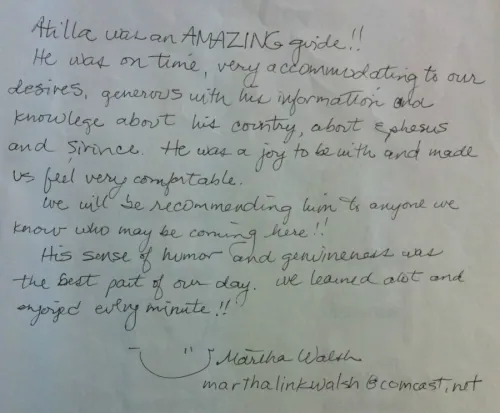 Atilla was an AMAZING guide!!
He was on time, very accommodating to our
desires, generous with his information and
knowlege about his country, about Ephesus
and Sirince. He was a joy to be with and made
us feel very comfortable.
We will be recommending him to anyone we
know who may be coming here!!
His sense of humor and genuineness was
the best part of our day. We learned alot and
enjoyed every minute!!
Martha Walsh
marthalinkwalsh@comcast.net